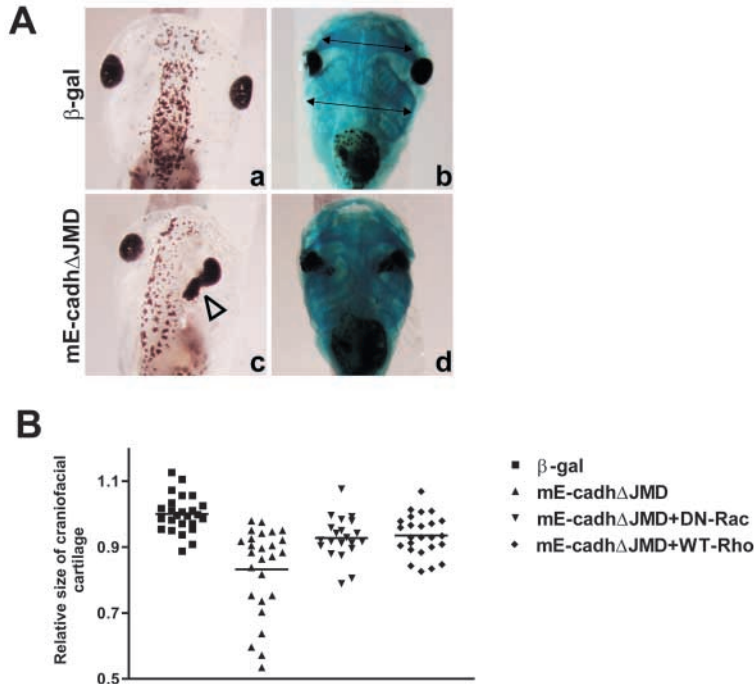 A
β-gal
a
b
mE-cadhΔJMD
c
d
B
Relative size of craniofacial
cartilage
1.1
0.9
0.7
0.5
β-gal
mE-cadhΔJMD
mE-cadhΔJMD+DN-Rac
mE-cadhΔJMD+WT-Rho